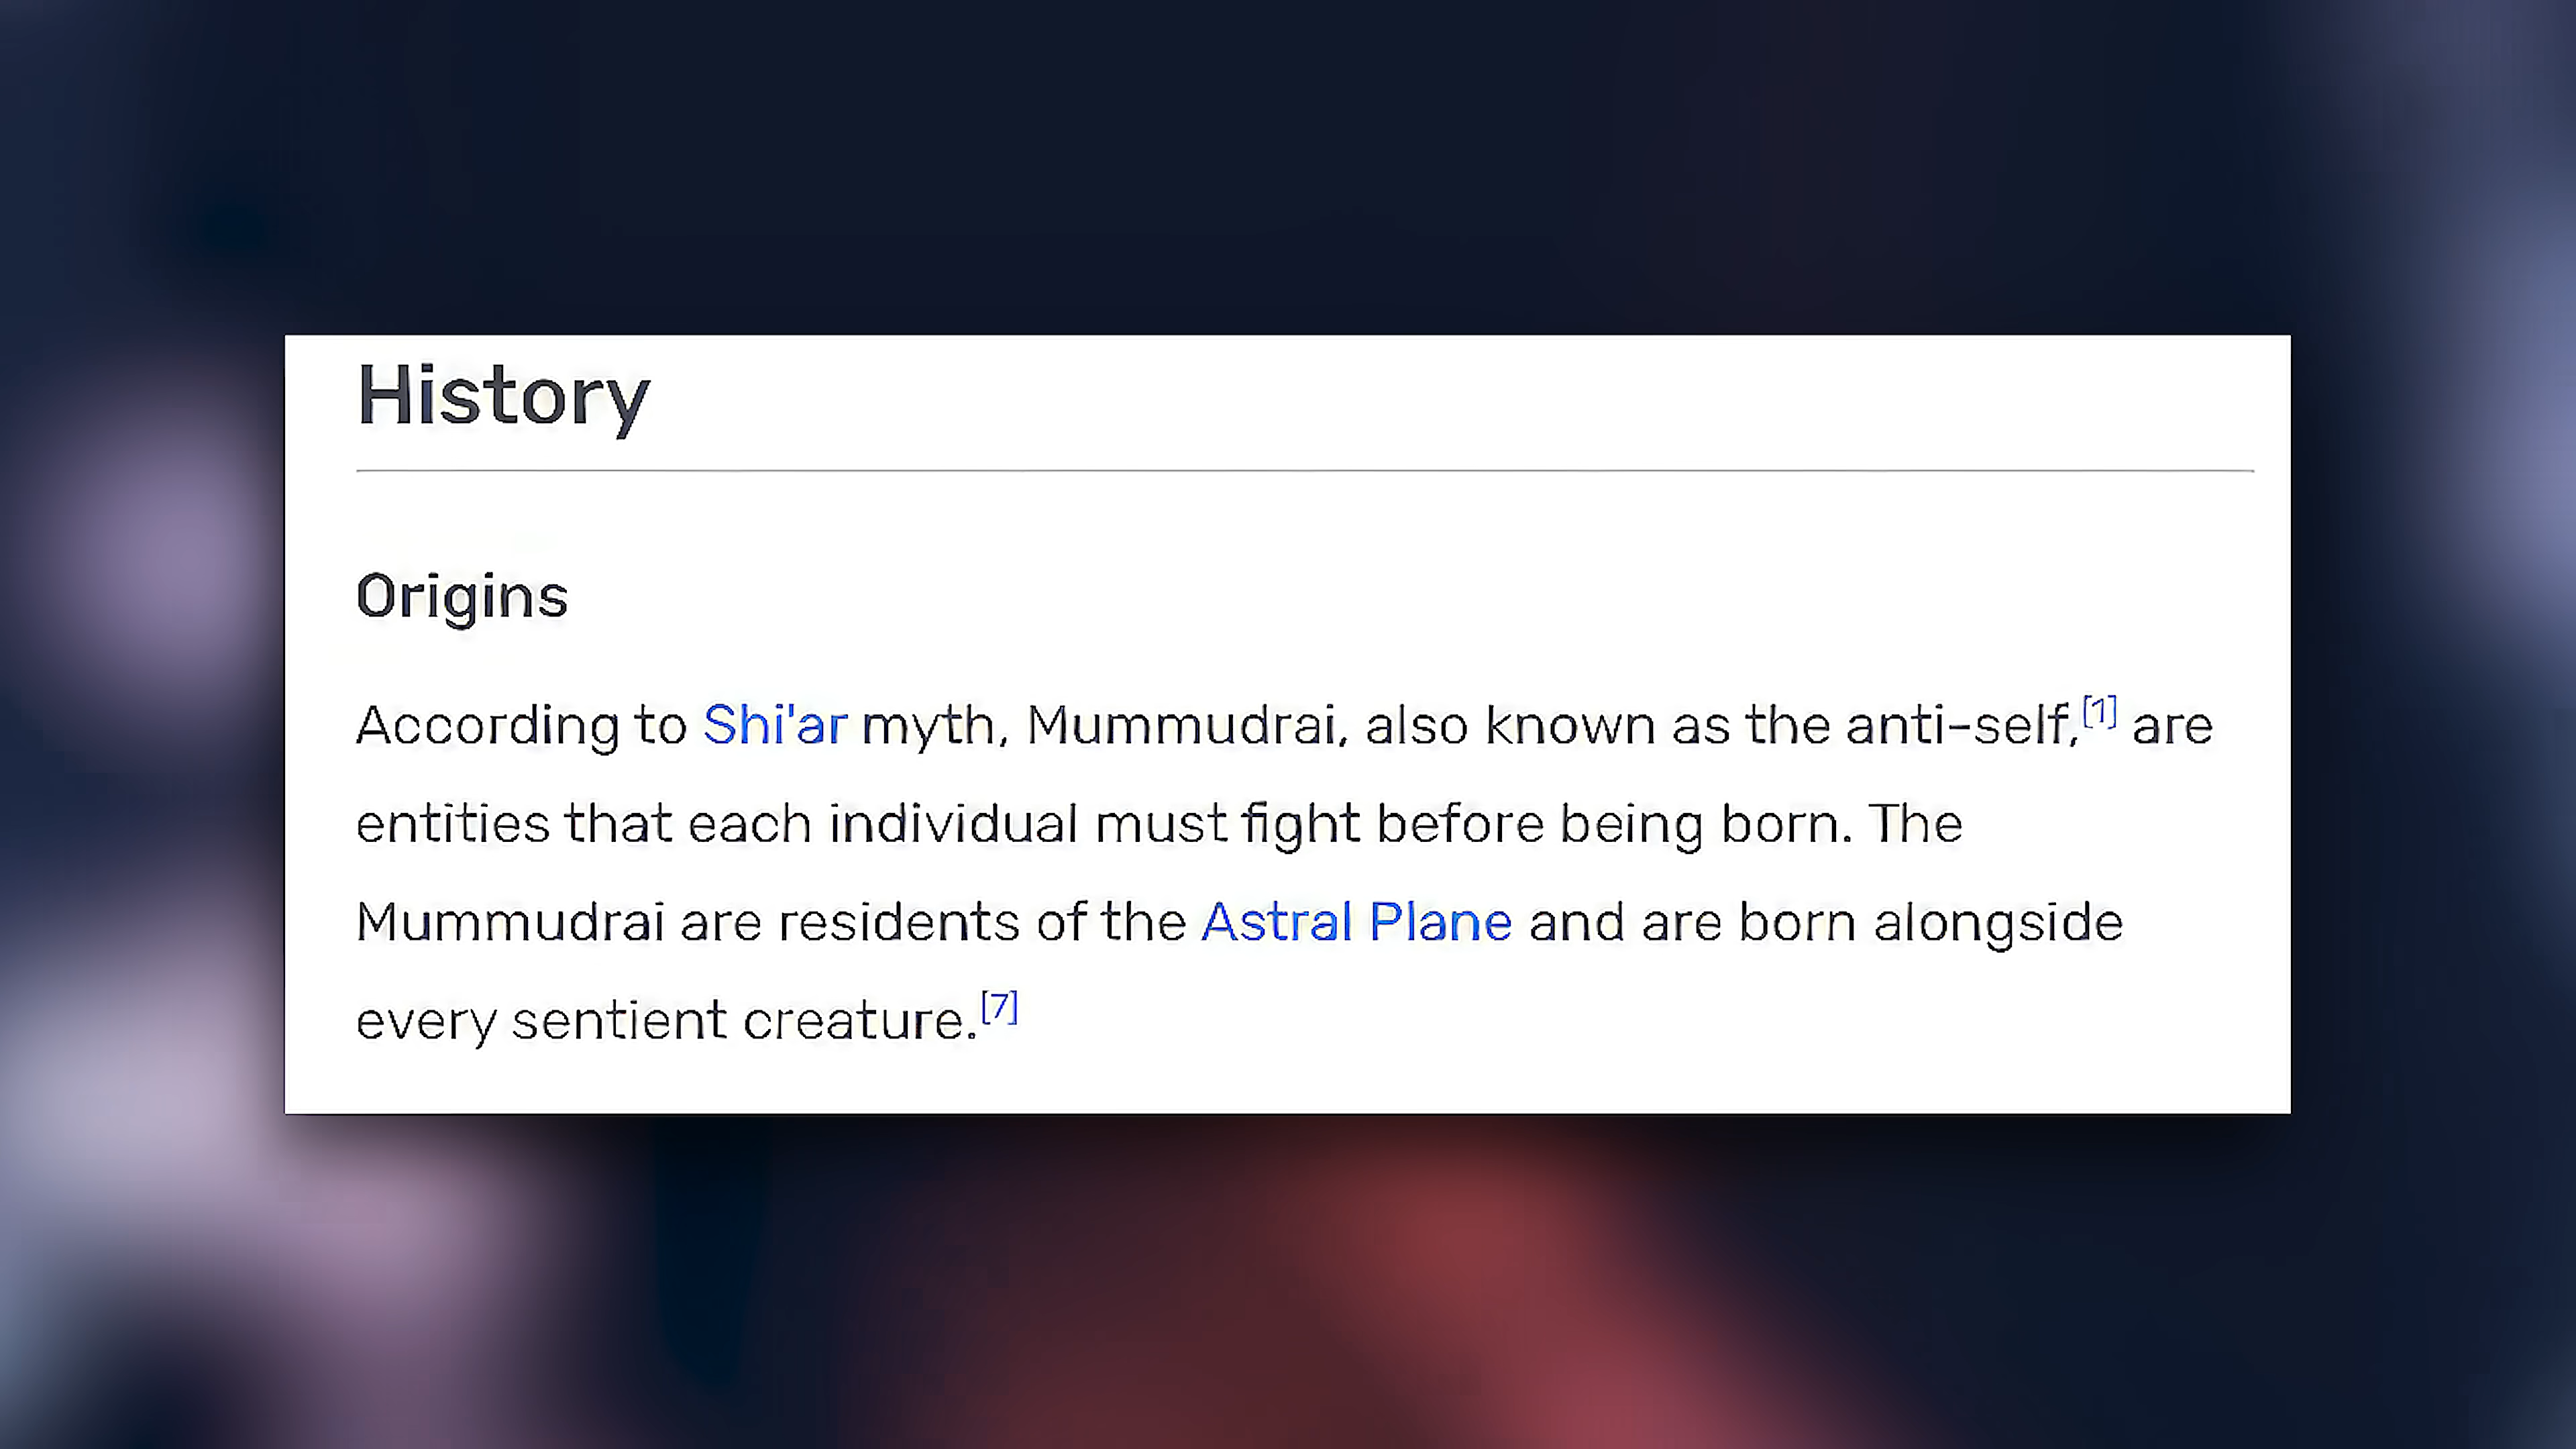 History
Origins
According to Shi'ar myth, Mummudrai, also known as the anti-self,[1] are
entities that each individual must fight before being born. The
Mummudrai are residents of the Astral Plane and are born alongside
every sentient creature.[7]